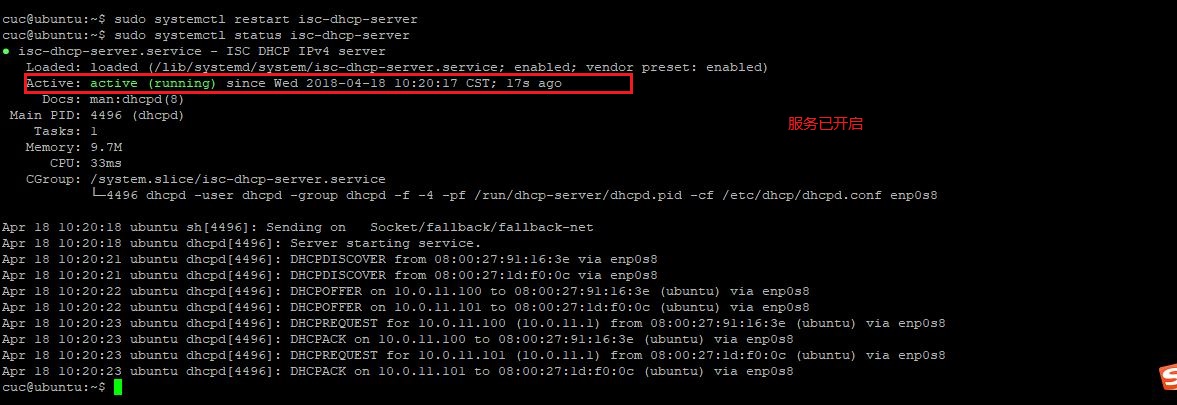 cuc@ubuntu:~$ sudo systemctl restart isc-dhcp-server
cuc@ubuntu:~$ sudo systemctl status isc-dhcp-server
● isc-dhcp-server.service - ISC DHCP IPv4 server
Loaded: loaded (/lib/systemd/system/isc-dhcp-server.service; enabled; vendor preset: enabled)
Active: active (running) since Wed 2018-04-18 10:20:17 CST; 17s ago
Docs: man:dhcpd(8)
Main PID: 4496 (dhcpd)
服务已开启
Tasks: 1
Memory: 9.7M
CPU: 33ms
CGroup: /system.slice/isc-dhcp-server.service
└─4496 dhcpd -user dhcpd -group dhcpd -f -4 -pf /run/dhcp-server/dhcpd.pid -cf /etc/dhcp/dhcpd.conf enp0s8
Apr 18 10:20:18 ubuntu sh[4496]: Sending on   Socket/fallback/fallback-net
Apr 18 10:20:18 ubuntu dhcpd[4496]: Server starting service.
Apr 18 10:20:21 ubuntu dhcpd[4496]: DHCPDISCOVER from 08:00:27:91:16:3e via enp0s8
Apr 18 10:20:21 ubuntu dhcpd[4496]: DHCPDISCOVER from 08:00:27:1d:f0:0c via enp0s8
Apr 18 10:20:22 ubuntu dhcpd[4496]: DHCPOFFER on 10.0.11.100 to 08:00:27:91:16:3e (ubuntu) via enp0s8
Apr 18 10:20:22 ubuntu dhcpd[4496]: DHCPOFFER on 10.0.11.101 to 08:00:27:1d:f0:0c (ubuntu) via enp0s8
Apr 18 10:20:23 ubuntu dhcpd[4496]: DHCPREQUEST for 10.0.11.100 (10.0.11.1) from 08:00:27:91:16:3e (ubuntu) via enp0s8
Apr 18 10:20:23 ubuntu dhcpd[4496]: DHCPACK on 10.0.11.100 to 08:00:27:91:16:3e (ubuntu) via enp0s8
Apr 18 10:20:23 ubuntu dhcpd[4496]: DHCPREQUEST for 10.0.11.101 (10.0.11.1) from 08:00:27:1d:f0:0c (ubuntu) via enp0s8
Apr 18 10:20:23 ubuntu dhcpd[4496]: DHCPACK on 10.0.11.101 to 08:00:27:1d:f0:0c (ubuntu) via enp0s8
cuc@ubuntu:~$